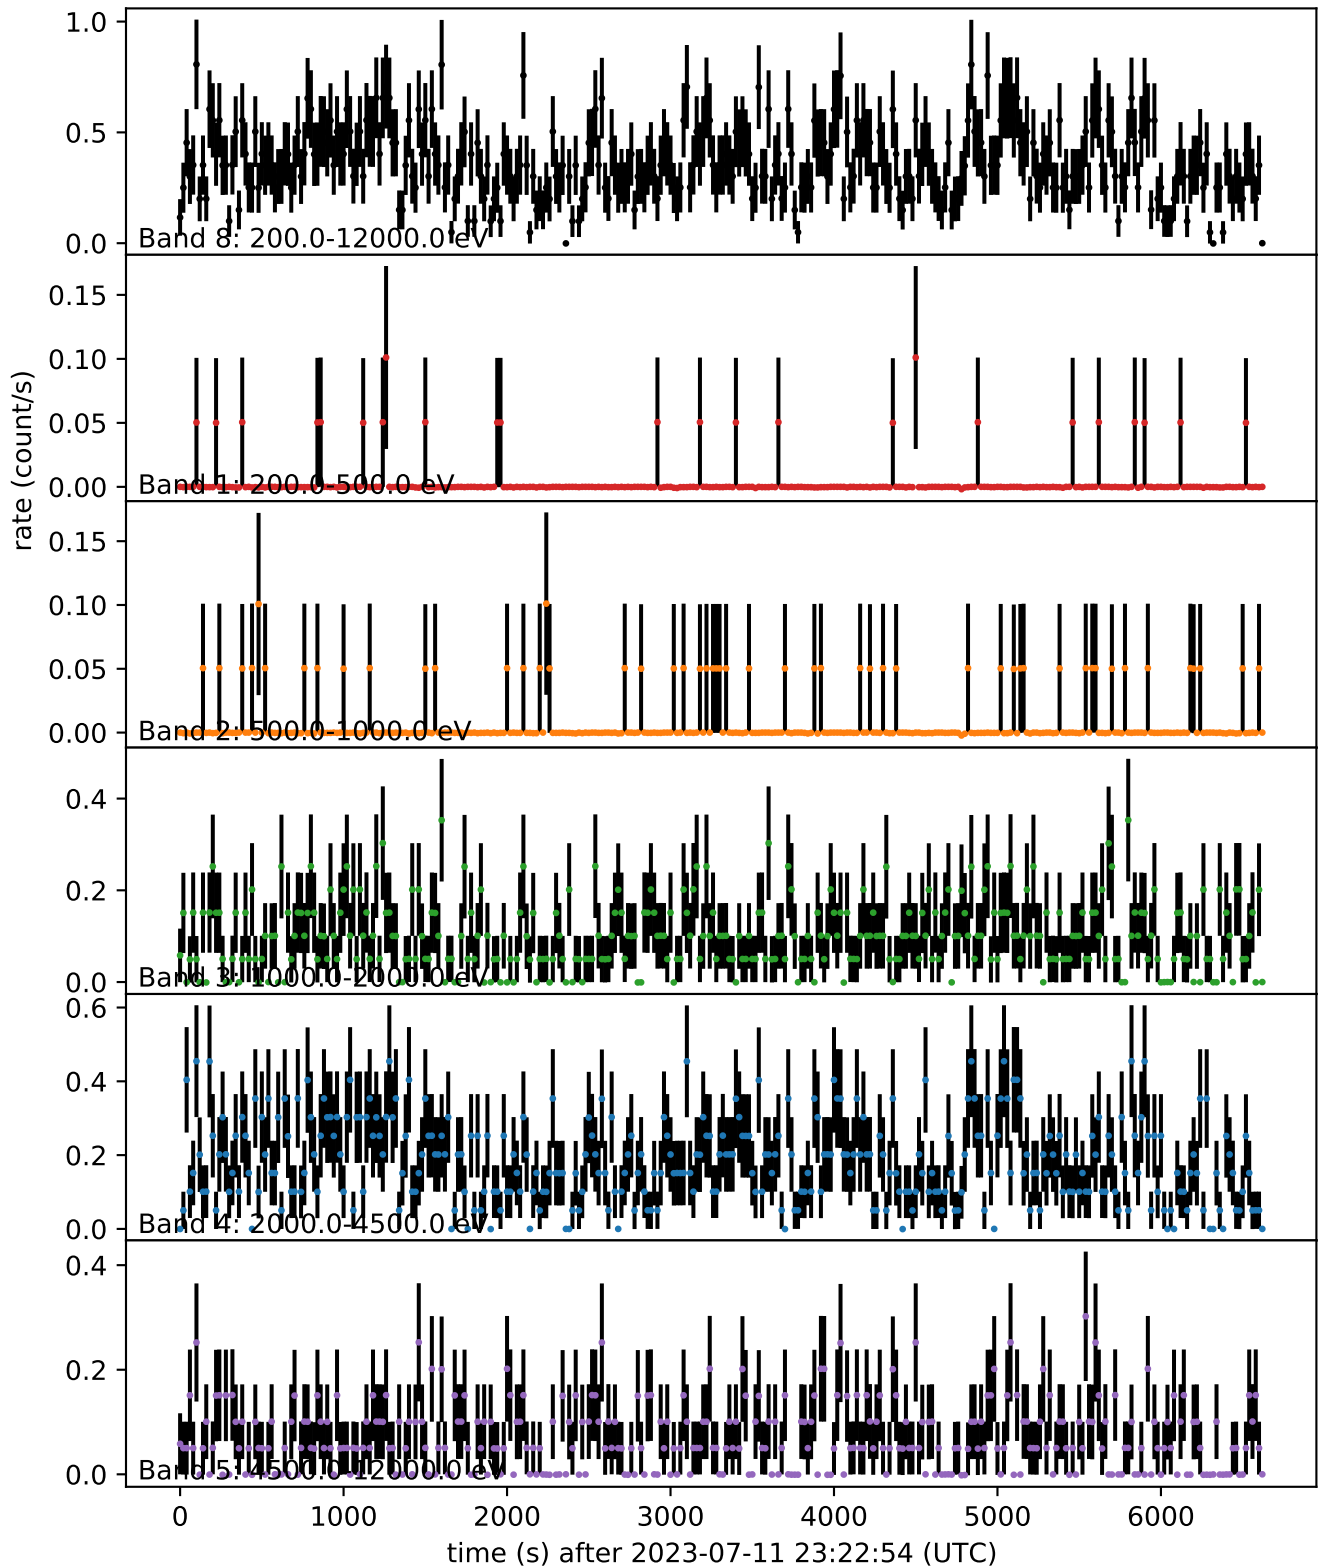 1.0
0.5
0.0
Band 8: 200.0-12000.0 eV
0.15
0.10
0.05
0.00
Band 1: 200.0-500.0 eV
rate (count/s)
0.15
0.10
0.05
0.00
Band 2: 500.0-1000.0 eV
0.4
0.2
0.0
Band 3: 1000.0-2000.0 eV
0.6
0.4
0.2
0.0
Band 4: 2000.0-4500.0 eV
0.4
0.2
0.0
Band 5: 4500.0-12000.0 eV
0 1000 2000 3000 4000 5000 6000
time (s) after 2023-07-11 23:22:54 (UTC)